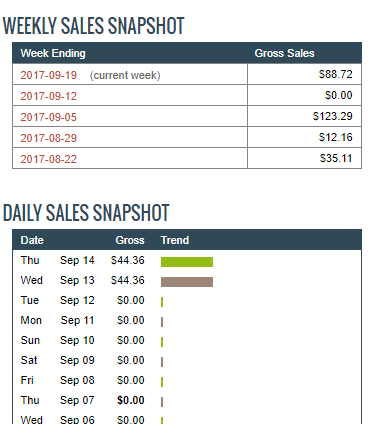 WEEKLY SALES SNAPSHOT
Week Ending Gross Sales
2017-09-19 (current week) $88.72
2017-09-12 $0.00
2017-09-05 $123.29
2017-08-29 $12.16
2017-08-22 $35.11
DAILY SALES SNAPSHOT
Date Gross Trend
Thu Sep 14 $44.36
Wed Sep 13 $44.36
Tue Sep 12 $0.00
Mon Sep 11 $0.00
Sun Sep 10 $0.00
Sat Sep 09 $0.00
Fri Sep 08 $0.00
Thu Sep 07 $0.00
Wed Sep 06 $0.00